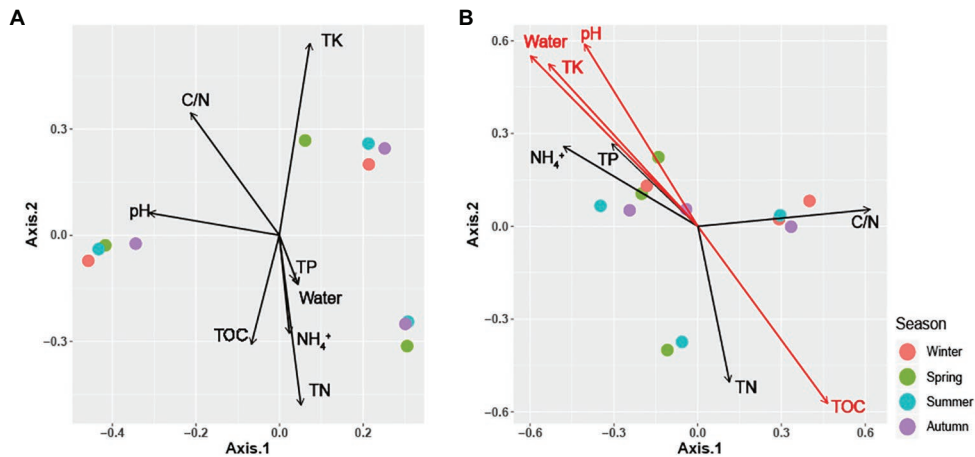 A
TK
C/N
0.3
pH
0.0
Axis.2
TP
Water
TOC
NH₄⁺
−0.3
TN
−0.4
−0.2
0.0
0.2
Axis.1
B
0.6
pH
Water
TK
0.3
NH₄⁺
TP
0.0
Axis.2
C/N
−0.3
TN
TOC
−0.6
−0.6
−0.3
0.0
0.3
0.6
Axis.1
Season
Winter
Spring
Summer
Autumn